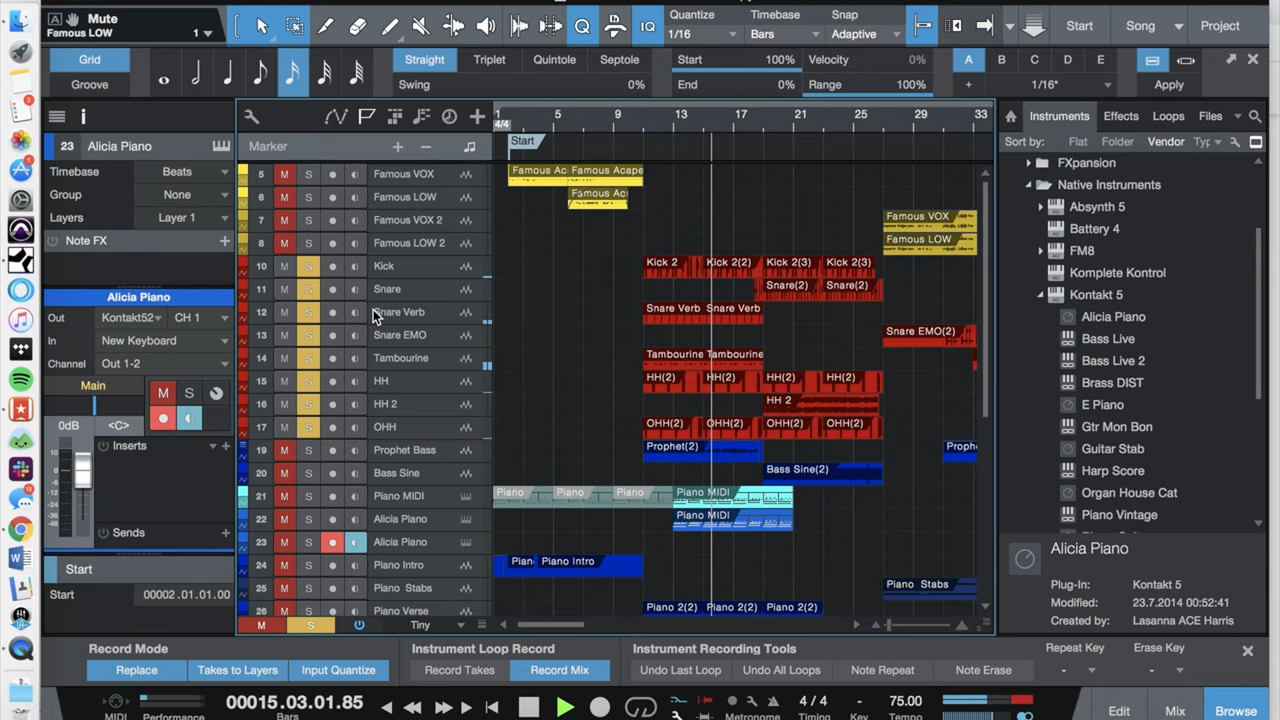 Mute
Famous LOW 1
IQ
Quantize Timebase Snap
1/16 Bars Adaptive
Start Song Project
Grid Straight Triplet Quintole Septole Start 100% Velocity 0% A B C D E
Groove Swing 0% End 0% Range 100% + 1/16* Apply
23 Alicia Piano
Timebase Beats
Group None
Layers Layer 1
Note FX
Alicia Piano
Out Kontakt52 CH 1
In New Keyboard
Channel Out 1-2
Main
M S
0dB <C>
Inserts
Sends
Start
Start 00002.01.01.00
1 5 9 13 17 21 25 29 33
4/4
Marker Start
5 M S Famous VOX
6 M S Famous LOW
7 M S Famous VOX 2
8 M S Famous LOW 2
10 M S Kick
11 M S Snare
12 M S Snare Verb
13 M S Snare EMO
14 M S Tambourine
15 M S HH
16 M S HH 2
17 M S OHH
19 M S Prophet Bass
20 M S Bass Sine
21 M S Piano MIDI
22 M S Alicia Piano
23 M S Alicia Piano
24 M S Piano Intro
25 M S Piano Stabs
26 M S Piano Verse
M S Tiny
Famous Ac Famous Acape
Famous Ac
Famous VOX
Famous LOW
Kick 2 Kick 2(2) Kick 2(3) Kick 2(3)
Snare(2) Snare(2)
Snare Verb Snare Verb
Snare EMO(2)
Tambourine Tambourine
HH(2) HH(2) HH(2) HH(2)
HH 2
OHH(2) OHH(2) OHH(2) OHH(2)
Prophet(2) Proph
Bass Sine(2)
Piano Piano Piano Piano MIDI
Piano MIDI
Pian Piano Intro
Piano Stabs
Piano 2(2) Piano 2(2) Piano 2(2)
Instruments Effects Loops Files
Sort by: Flat Folder Vendor Typ
FXpansion
Native Instruments
Absynth 5
Battery 4
FM8
Komplete Kontrol
Kontakt 5
Alicia Piano
Bass Live
Bass Live 2
Brass DIST
E Piano
Gtr Mon Bon
Guitar Stab
Harp Score
Organ House Cat
Piano Vintage
Alicia Piano
Plug-In: Kontakt 5
Modified: 23.7.2014 00:52:41
Created by: Lasanna ACE Harris
Record Mode Instrument Loop Record Instrument Recording Tools Repeat Key Erase Key
Replace Takes to Layers Input Quantize Record Takes Record Mix Undo Last Loop Undo All Loops Note Repeat Note Erase - -
MIDI Performance
00015.03.01.85
Bars
Metronome
4 / 4
Timing
-
Key
75.00
Tempo
Edit Mix Browse